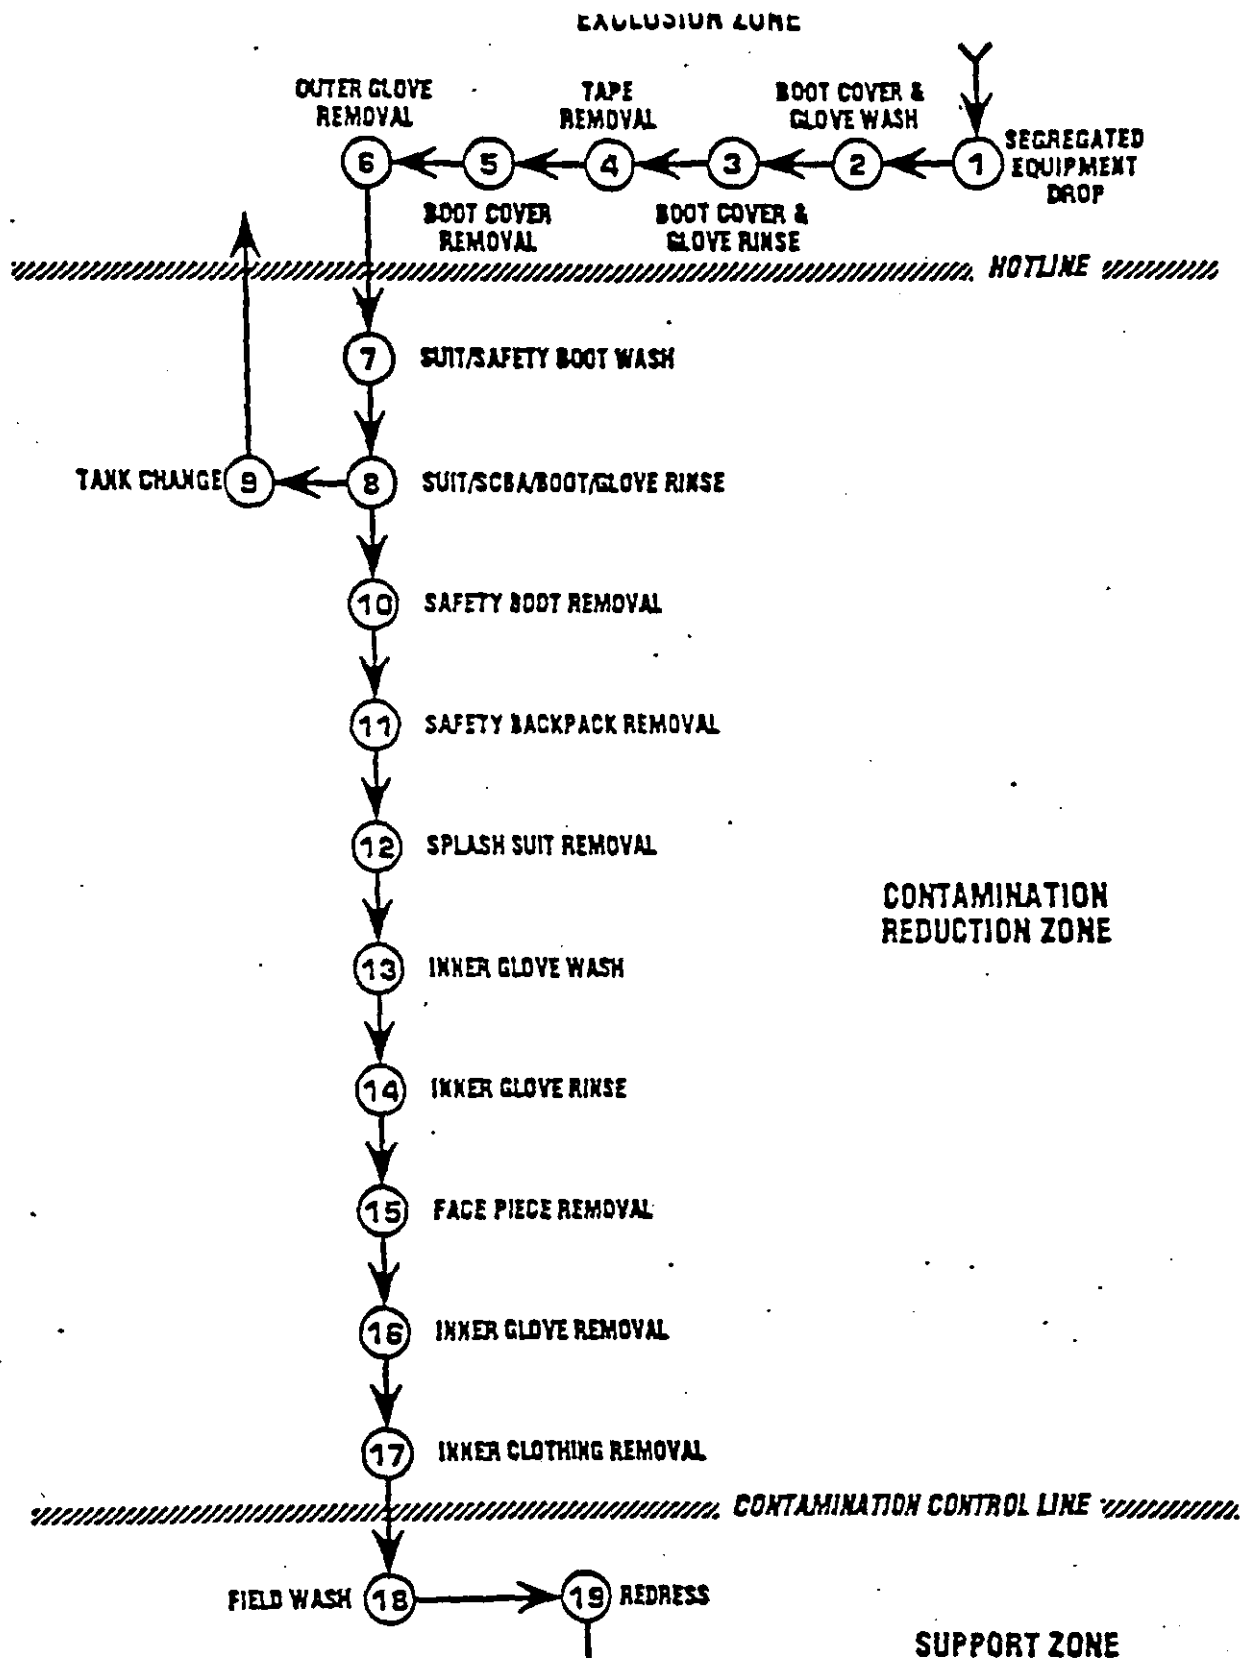 EXCLUSION ZONE
OUTER GLOVE
REMOVAL
TAPE
REMOVAL
BOOT COVER &
GLOVE WASH
6
5
4
3
2
1
SEGREGATED
EQUIPMENT
DROP
BOOT COVER
REMOVAL
BOOT COVER &
GLOVE RINSE
HOTLINE
7 SUIT/SAFETY BOOT WASH
TANK CHANGE 9
8 SUIT/SCBA/BOOT/GLOVE RINSE
10 SAFETY BOOT REMOVAL
11 SAFETY BACKPACK REMOVAL
12 SPLASH SUIT REMOVAL
CONTAMINATION
REDUCTION ZONE
13 INNER GLOVE WASH
14 INNER GLOVE RINSE
15 FACE PIECE REMOVAL
16 INNER GLOVE REMOVAL
17 INNER CLOTHING REMOVAL
CONTAMINATION CONTROL LINE
FIELD WASH 18
19 REDRESS
SUPPORT ZONE